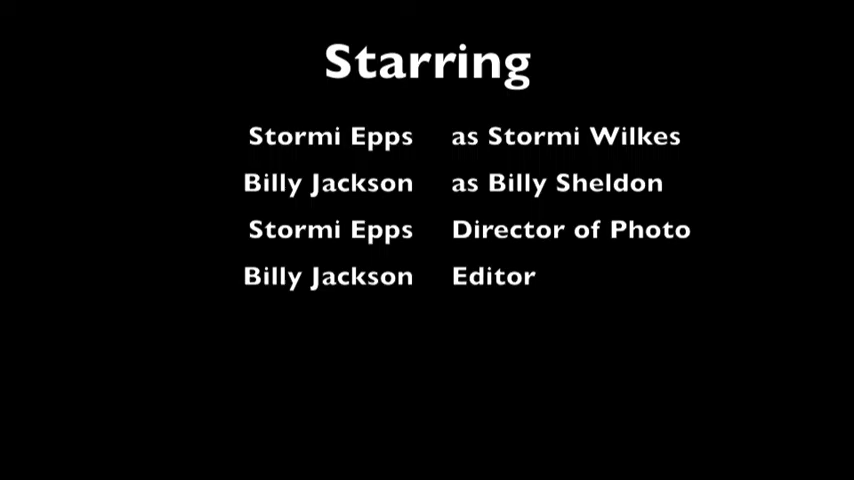 Starring
Stormi Epps as Stormi Wilkes
Billy Jackson as Billy Sheldon
Stormi Epps Director of Photo
Billy Jackson Editor